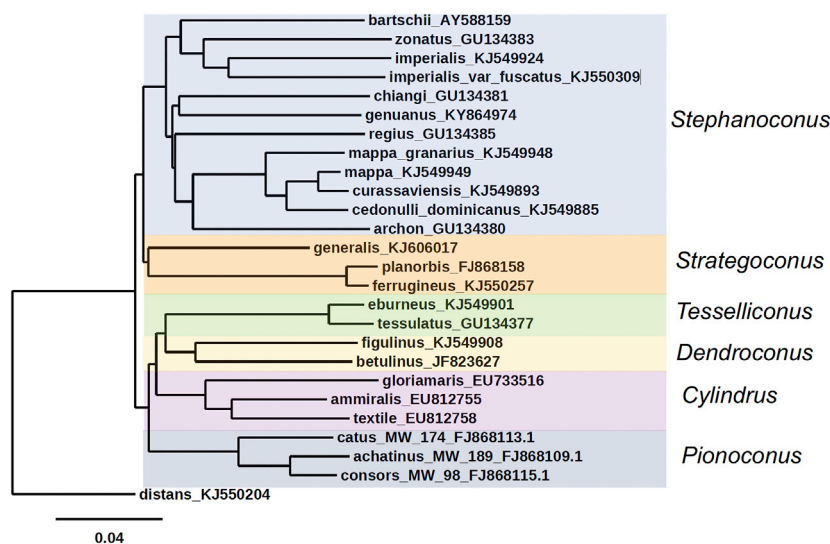 bartschii_AY588159
zonatus_GU134383
imperialis_KJ549924
imperialis_var_fuscatus_KJ550309
chiangi_GU134381
genuanus_KY864974
Stephanoconus
regius_GU134385
mappa_granarius_KJ549948
mappa_KJ549949
curassaviensis_KJ549893
cedonulli_dominicanus_KJ549885
archon_GU134380
generalis_KJ606017
Strategoconus
planorbis_FJ868158
ferrugineus_KJ550257
eburneus_KJ549901
Tesselliconus
tessulatus_GU134377
figulinus_KJ549908
Dendroconus
betulinus_JF823627
gloriamaris_EU733516
Cylindrus
ammiralis_EU812755
textile_EU812758
catus_MW_174_FJ868113.1
Pionoconus
achatinus_MW_189_FJ868109.1
consors_MW_98_FJ868115.1
distans_KJ550204
0.04